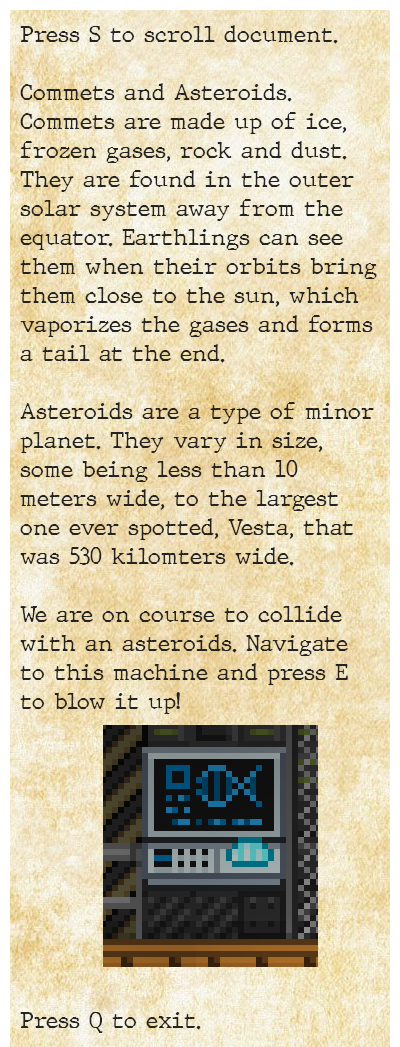 Press S to scroll document.
Commets and Asteroids.
Commets are made up of ice,
frozen gases, rock and dust.
They are found in the outer
solar system away from the
equator. Earthlings can see
them when their orbits bring
them close to the sun, which
vaporizes the gases and forms
a tail at the end.
Asteroids are a type of minor
planet. They vary in size,
some being less than 10
meters wide, to the largest
one ever spotted, Vesta, that
was 530 kilomters wide.
We are on course to collide
with an asteroids. Navigate
to this machine and press E
to blow it up!
Press Q to exit.